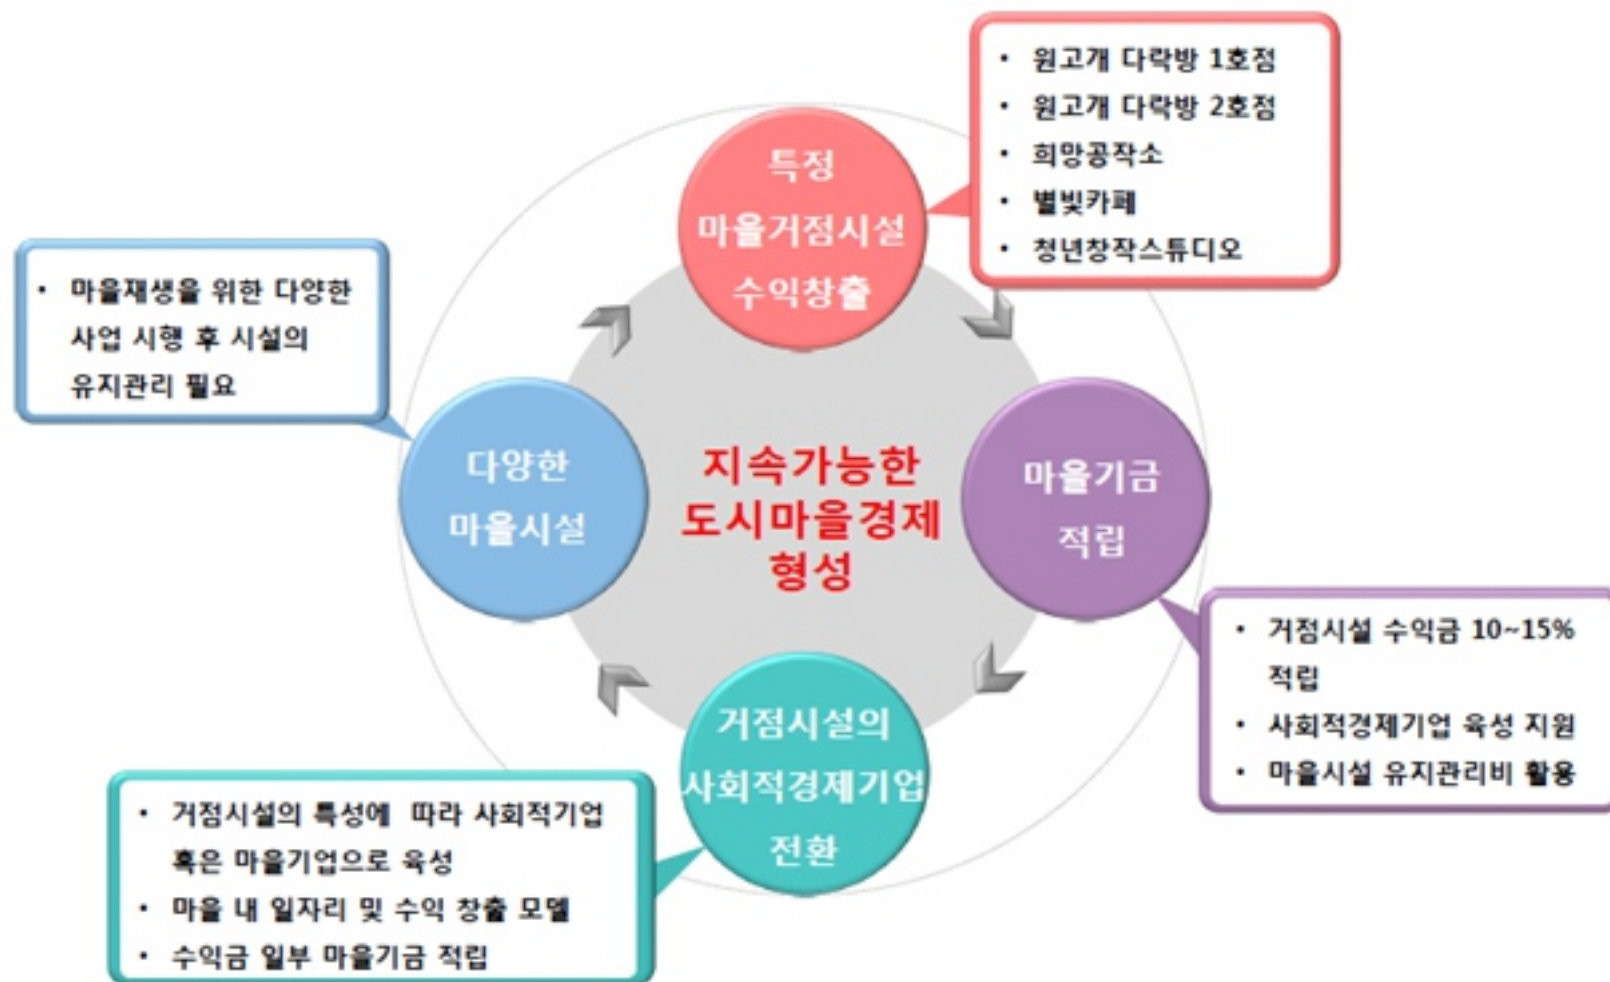 • 원고개 다락방 1호점
• 원고개 다락방 2호점
• 희망공작소
• 별빛카페
• 청년창작스튜디오
특정
마을거점시설
수익창출
• 마을재생을 위한 다양한
사업 시행 후 시설의
유지관리 필요
다양한
마을시설
지속가능한
도시마을경제
형성
마을기금
적립
• 거점시설 수익금 10~15%
적립
• 사회적경제기업 육성 지원
• 마을시설 유지관리비 활용
거점시설의
사회적경제기업
전환
• 거점시설의 특성에 따라 사회적기업
혹은 마을기업으로 육성
• 마을 내 일자리 및 수익 창출 모델
• 수익금 일부 마을기금 적립